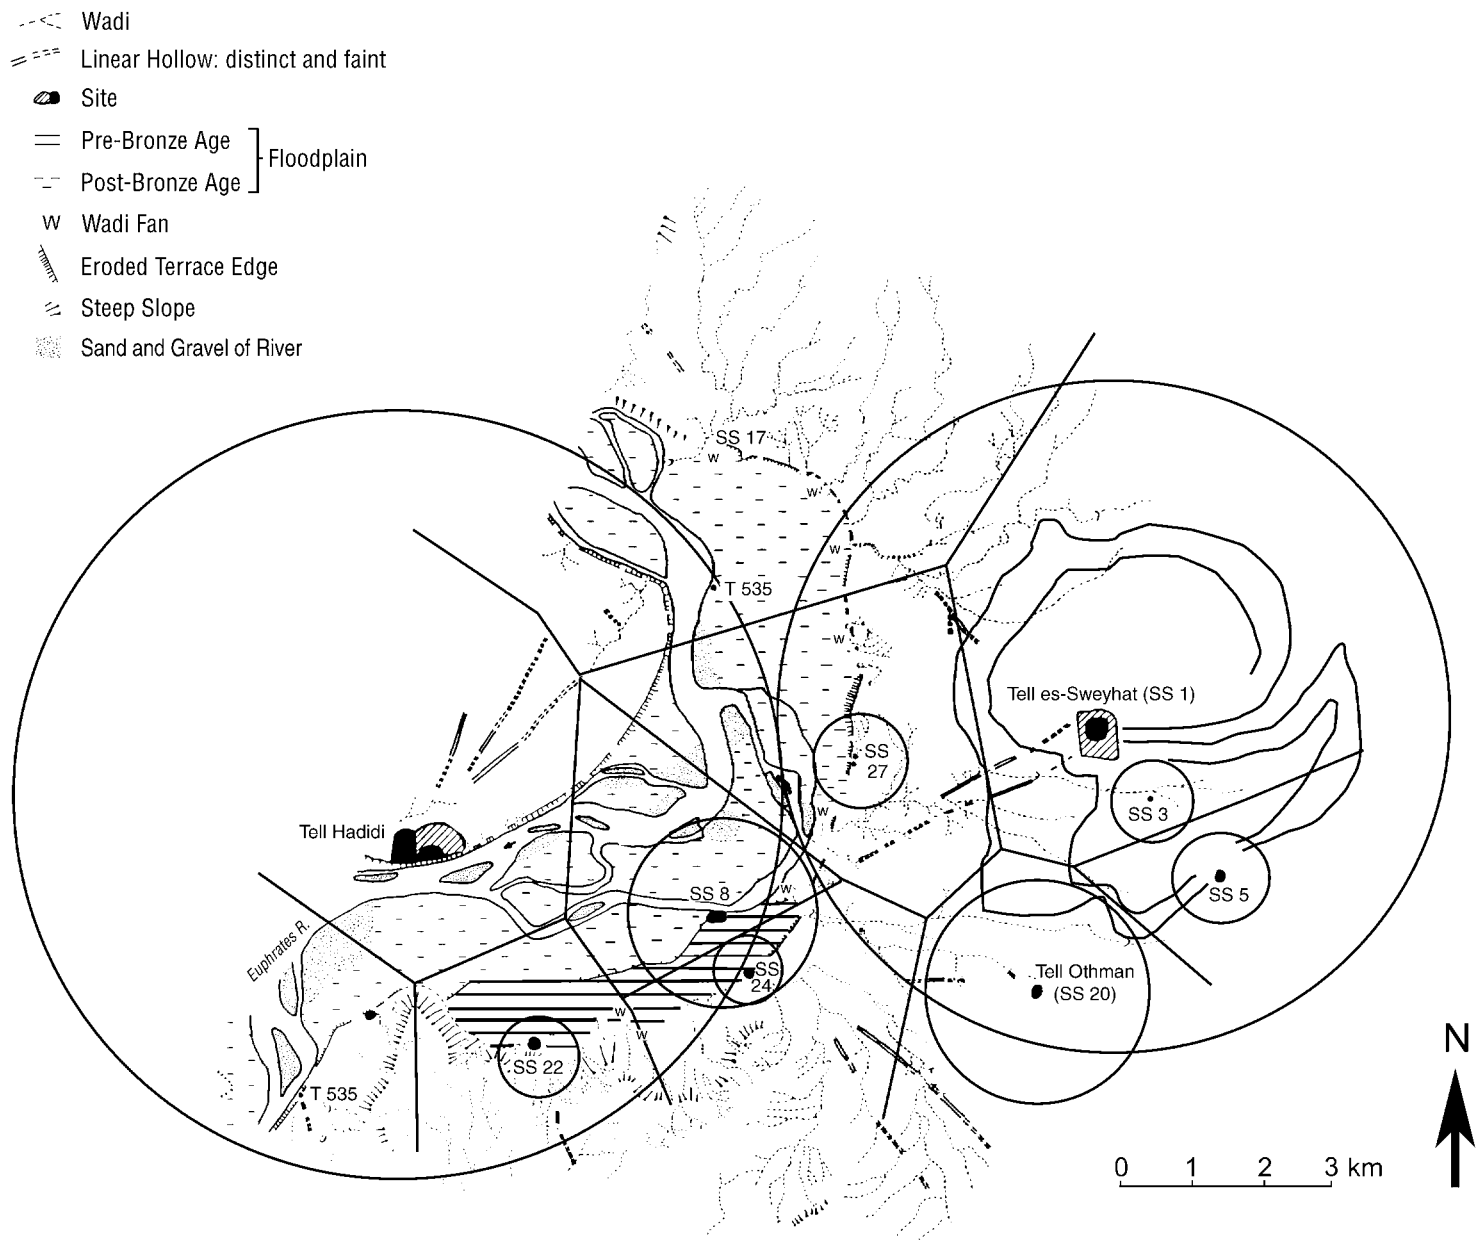 Wadi
Linear Hollow: distinct and faint
Site
Pre-Bronze Age
Floodplain
Post-Bronze Age
W Wadi Fan
Eroded Terrace Edge
Steep Slope
Sand and Gravel of River
SS 17
W
W
W
T 535
W
Tell es-Sweyhat (SS 1)
SS
27
SS 3
W
Tell Hadidi
SS 5
SS 8
W
Euphrates R.
SS
24
Tell Othman
(SS 20)
W
W
SS 22
T 535
N
0 1 2 3 km